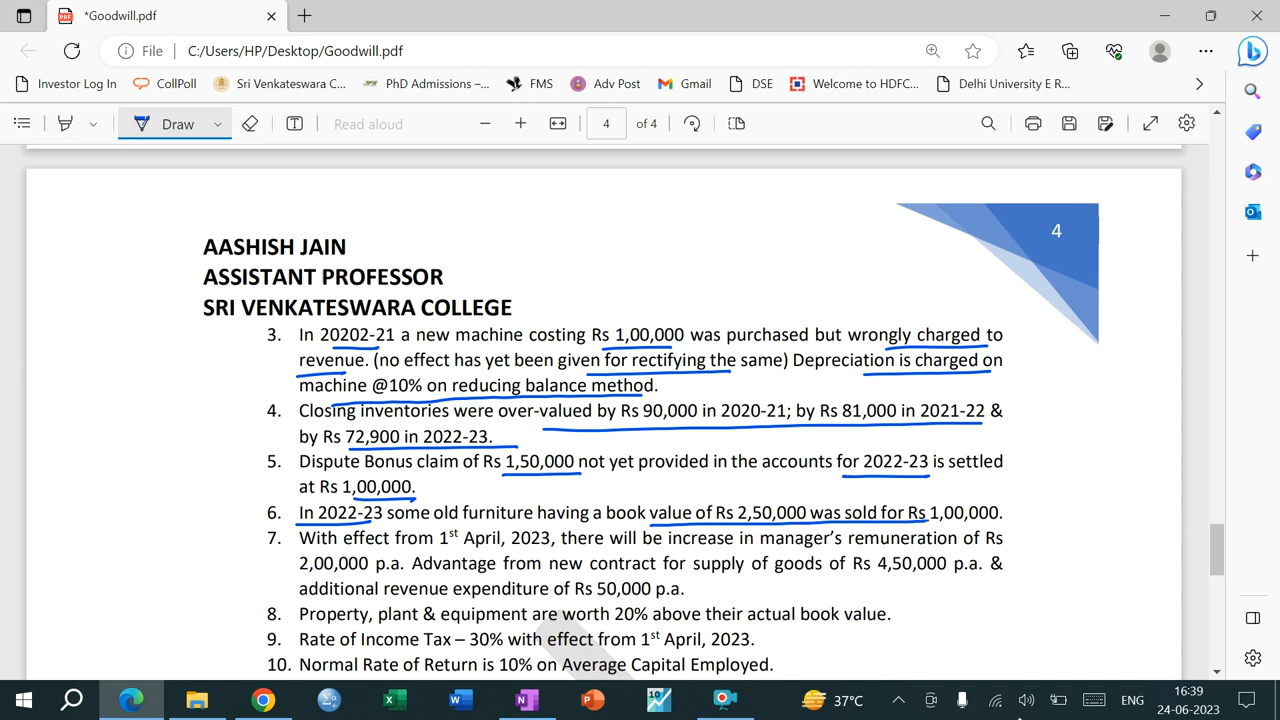 *Goodwill.pdf
File
C:/Users/HP/Desktop/Goodwill.pdf
Investor Log In
CollPoll
Sri Venkateswara C...
PhD Admissions –...
FMS
Adv Post
Gmail
DSE
Welcome to HDFC...
Delhi University E R...
Draw
Read aloud
4
of 4
4
AASHISH JAIN
ASSISTANT PROFESSOR
SRI VENKATESWARA COLLEGE
3. In 20202-21 a new machine costing Rs 1,00,000 was purchased but wrongly charged to
revenue. (no effect has yet been given for rectifying the same) Depreciation is charged on
machine @10% on reducing balance method.
4. Closing inventories were over-valued by Rs 90,000 in 2020-21; by Rs 81,000 in 2021-22 &
by Rs 72,900 in 2022-23.
5. Dispute Bonus claim of Rs 1,50,000 not yet provided in the accounts for 2022-23 is settled
at Rs 1,00,000.
6. In 2022-23 some old furniture having a book value of Rs 2,50,000 was sold for Rs 1,00,000.
7. With effect from 1st April, 2023, there will be increase in manager's remuneration of Rs
2,00,000 p.a. Advantage from new contract for supply of goods of Rs 4,50,000 p.a. &
additional revenue expenditure of Rs 50,000 p.a.
8. Property, plant & equipment are worth 20% above their actual book value.
9. Rate of Income Tax – 30% with effect from 1st April, 2023.
10. Normal Rate of Return is 10% on Average Capital Employed.
37°C
ENG
16:39
24-06-2023